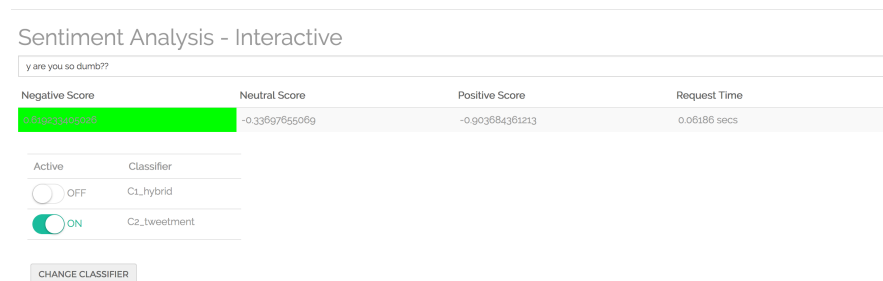 Sentiment Analysis - Interactive
y are you so dumb??
Negative Score Neutral Score Positive Score Request Time
-0.33697655069 -0.903684361213 0.06186 secs
Active Classifier
OFF C1_hybrid
ON C2_tweetment
CHANGE CLASSIFIER